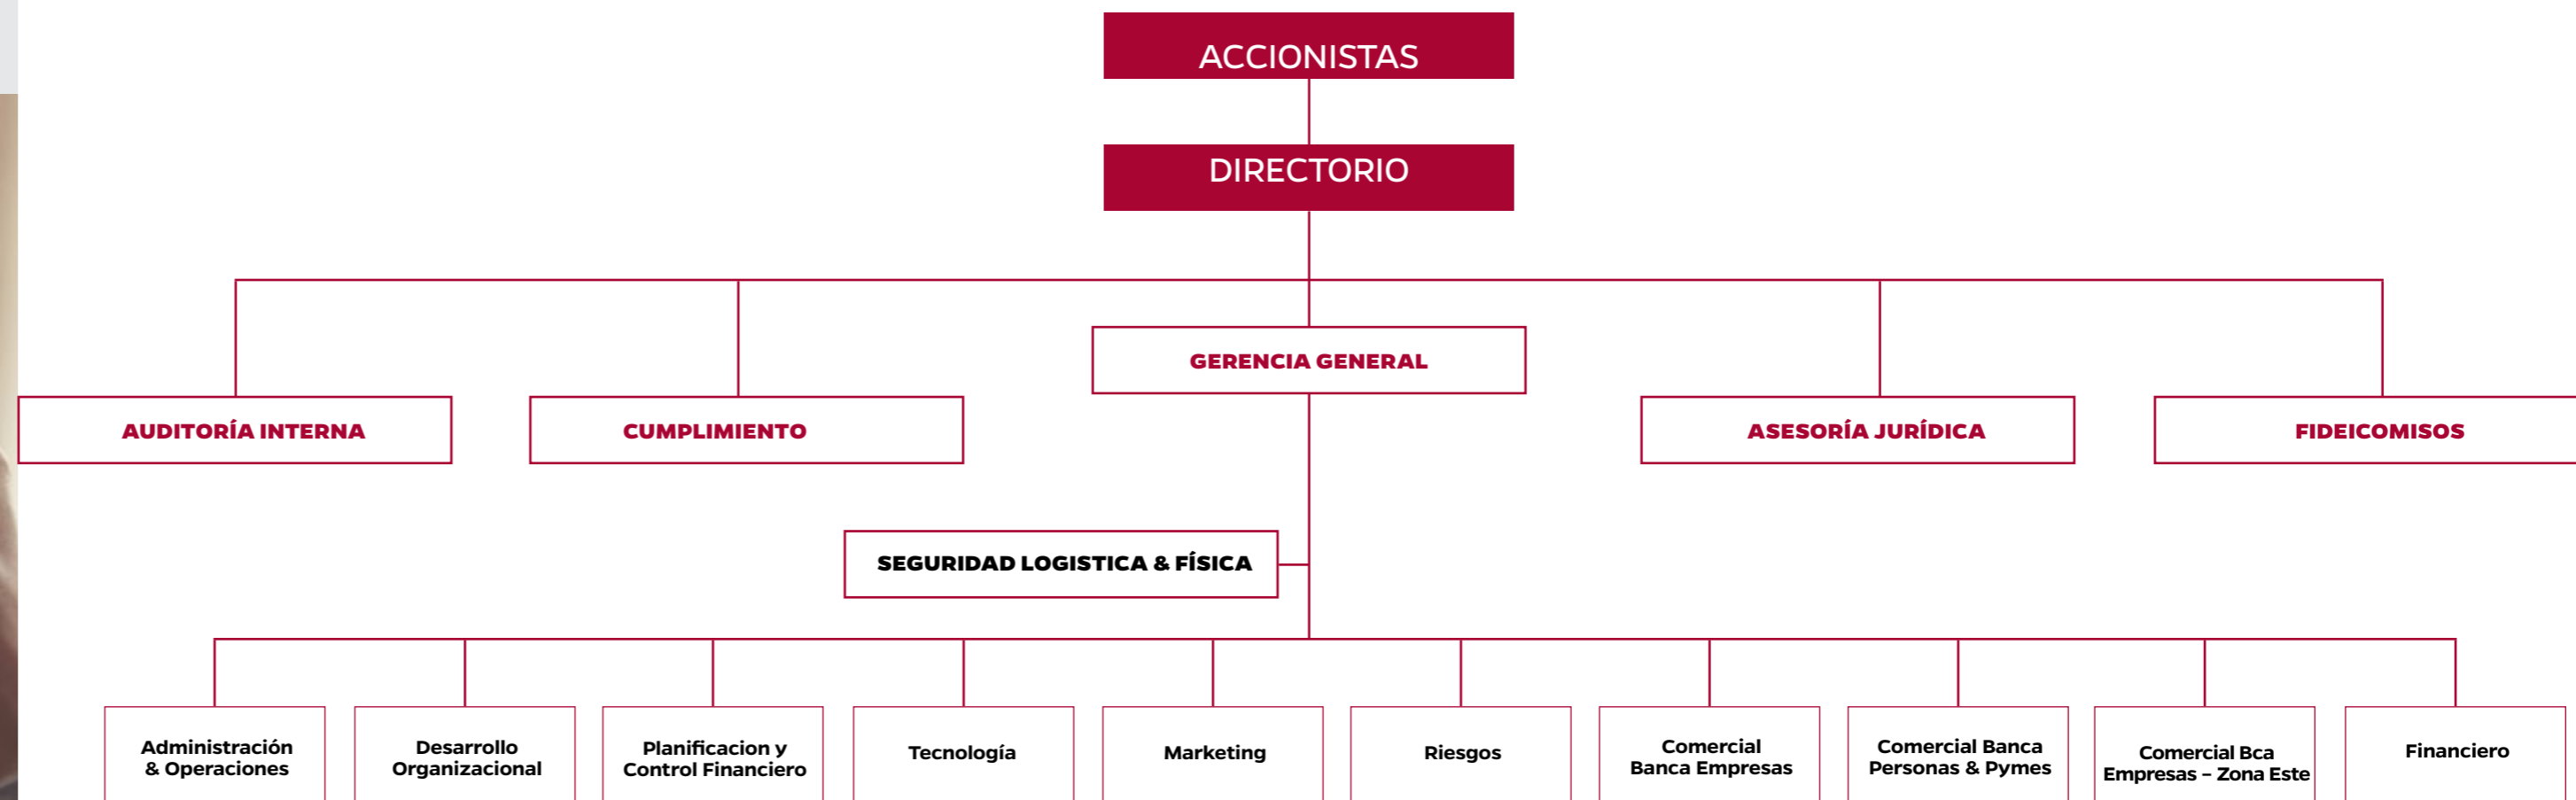 ACCIONISTAS
DIRECTORIO
GERENCIA GENERAL
AUDITORÍA INTERNA
CUMPLIMIENTO
ASESORÍA JURÍDICA
FIDEICOMISOS
SEGURIDAD LOGISTICA & FÍSICA
Administración
& Operaciones
Desarrollo
Organizacional
Planificacion y
Control Financiero
Tecnología
Marketing
Riesgos
Comercial
Banca Empresas
Comercial Banca
Personas & Pymes
Comercial Bca
Empresas – Zona Este
Financiero